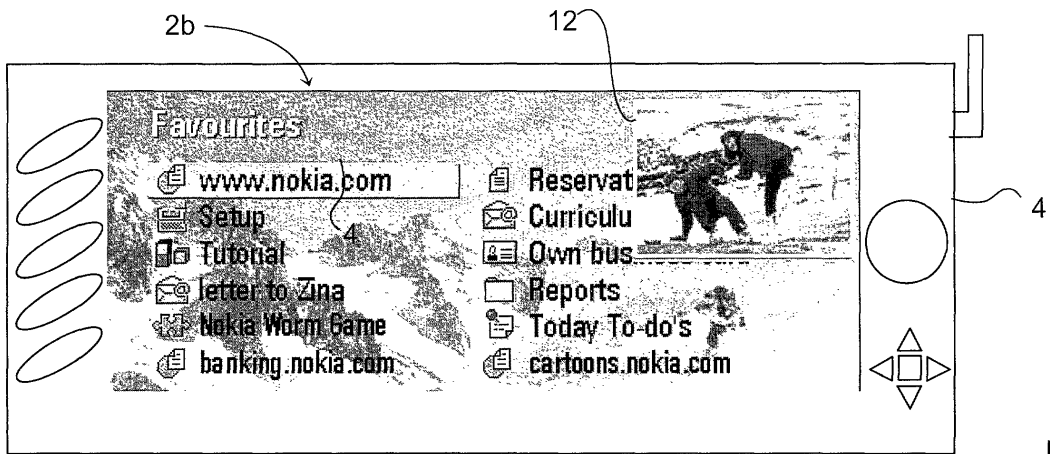 2b
12
Favourites
www.nokia.com
4
Setup
Tutorial
letter to Zina
Nokia Worm Game
banking.nokia.com
Reservat
Curriculu
Own bus
Reports
Today To-do's
cartoons.nokia.com
4